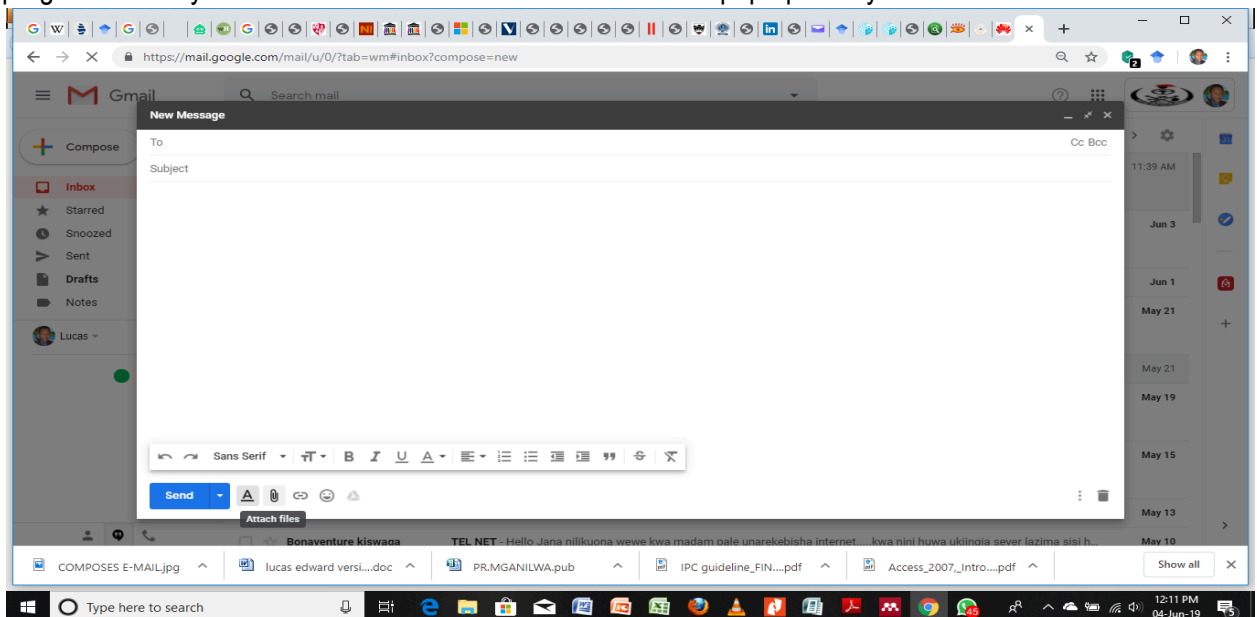 https://mail.google.com/mail/u/0/?tab=wm#inbox?compose=new
2
Gmail
Search mail
New Message
To
Cc Bcc
Subject
Compose
Inbox
Starred
Snoozed
Sent
Drafts
Notes
Lucas
11:39 AM
Jun 3
Jun 1
May 21
May 21
May 19
May 15
May 13
May 10
Sans Serif
Send
Attach files
Bonaventure kiswaga TEL NET - Hello Jana nilikuona wewe kwa madam pale unarekebisha internet.....kwa nini huwa ukiingia sever lazima sisi h...
COMPOSES E-MAIL.jpg
lucas edward versi....doc
PR.MGANILWA.pub
IPC guideline_FIN....pdf
Access_2007,_Intro....pdf
Show all
Type here to search
12:11 PM
04-Jun-19